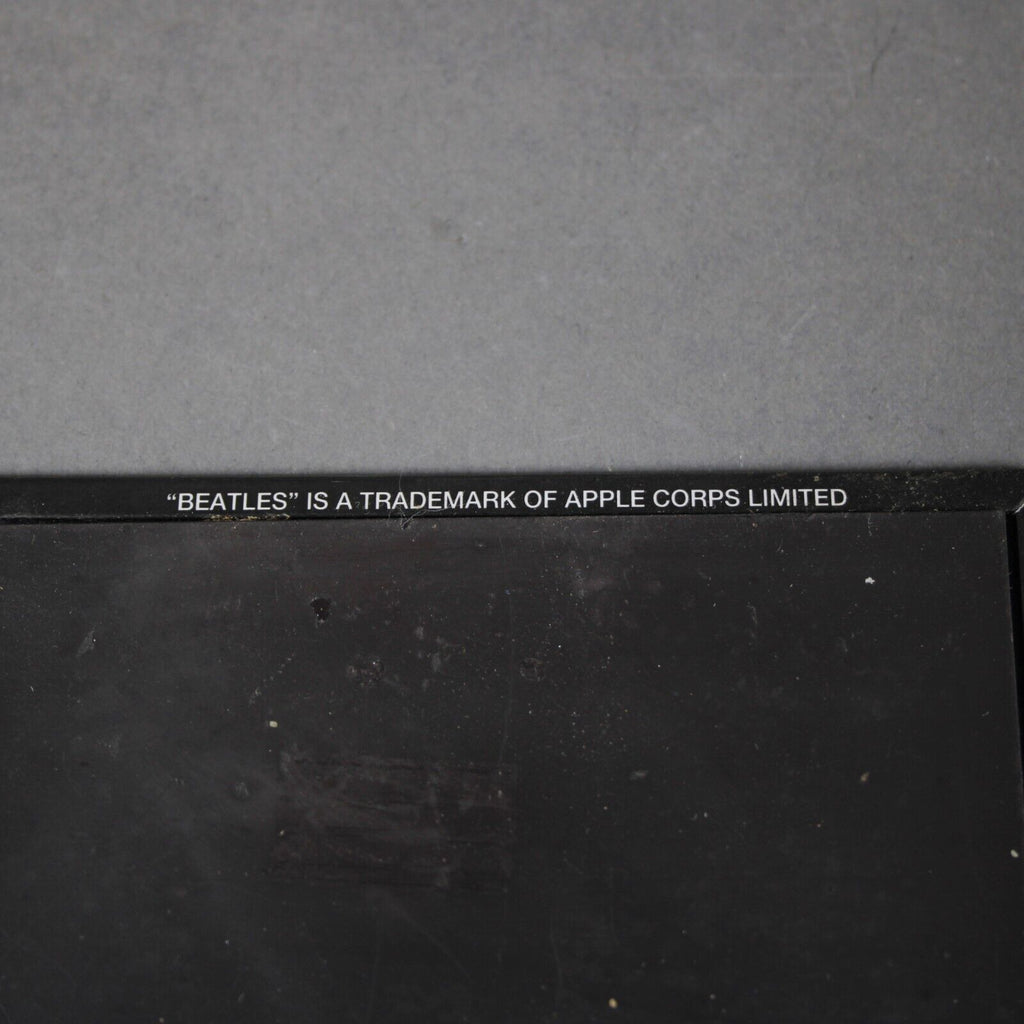 “BEATLES” IS A TRADEMARK OF APPLE CORPS LIMITED